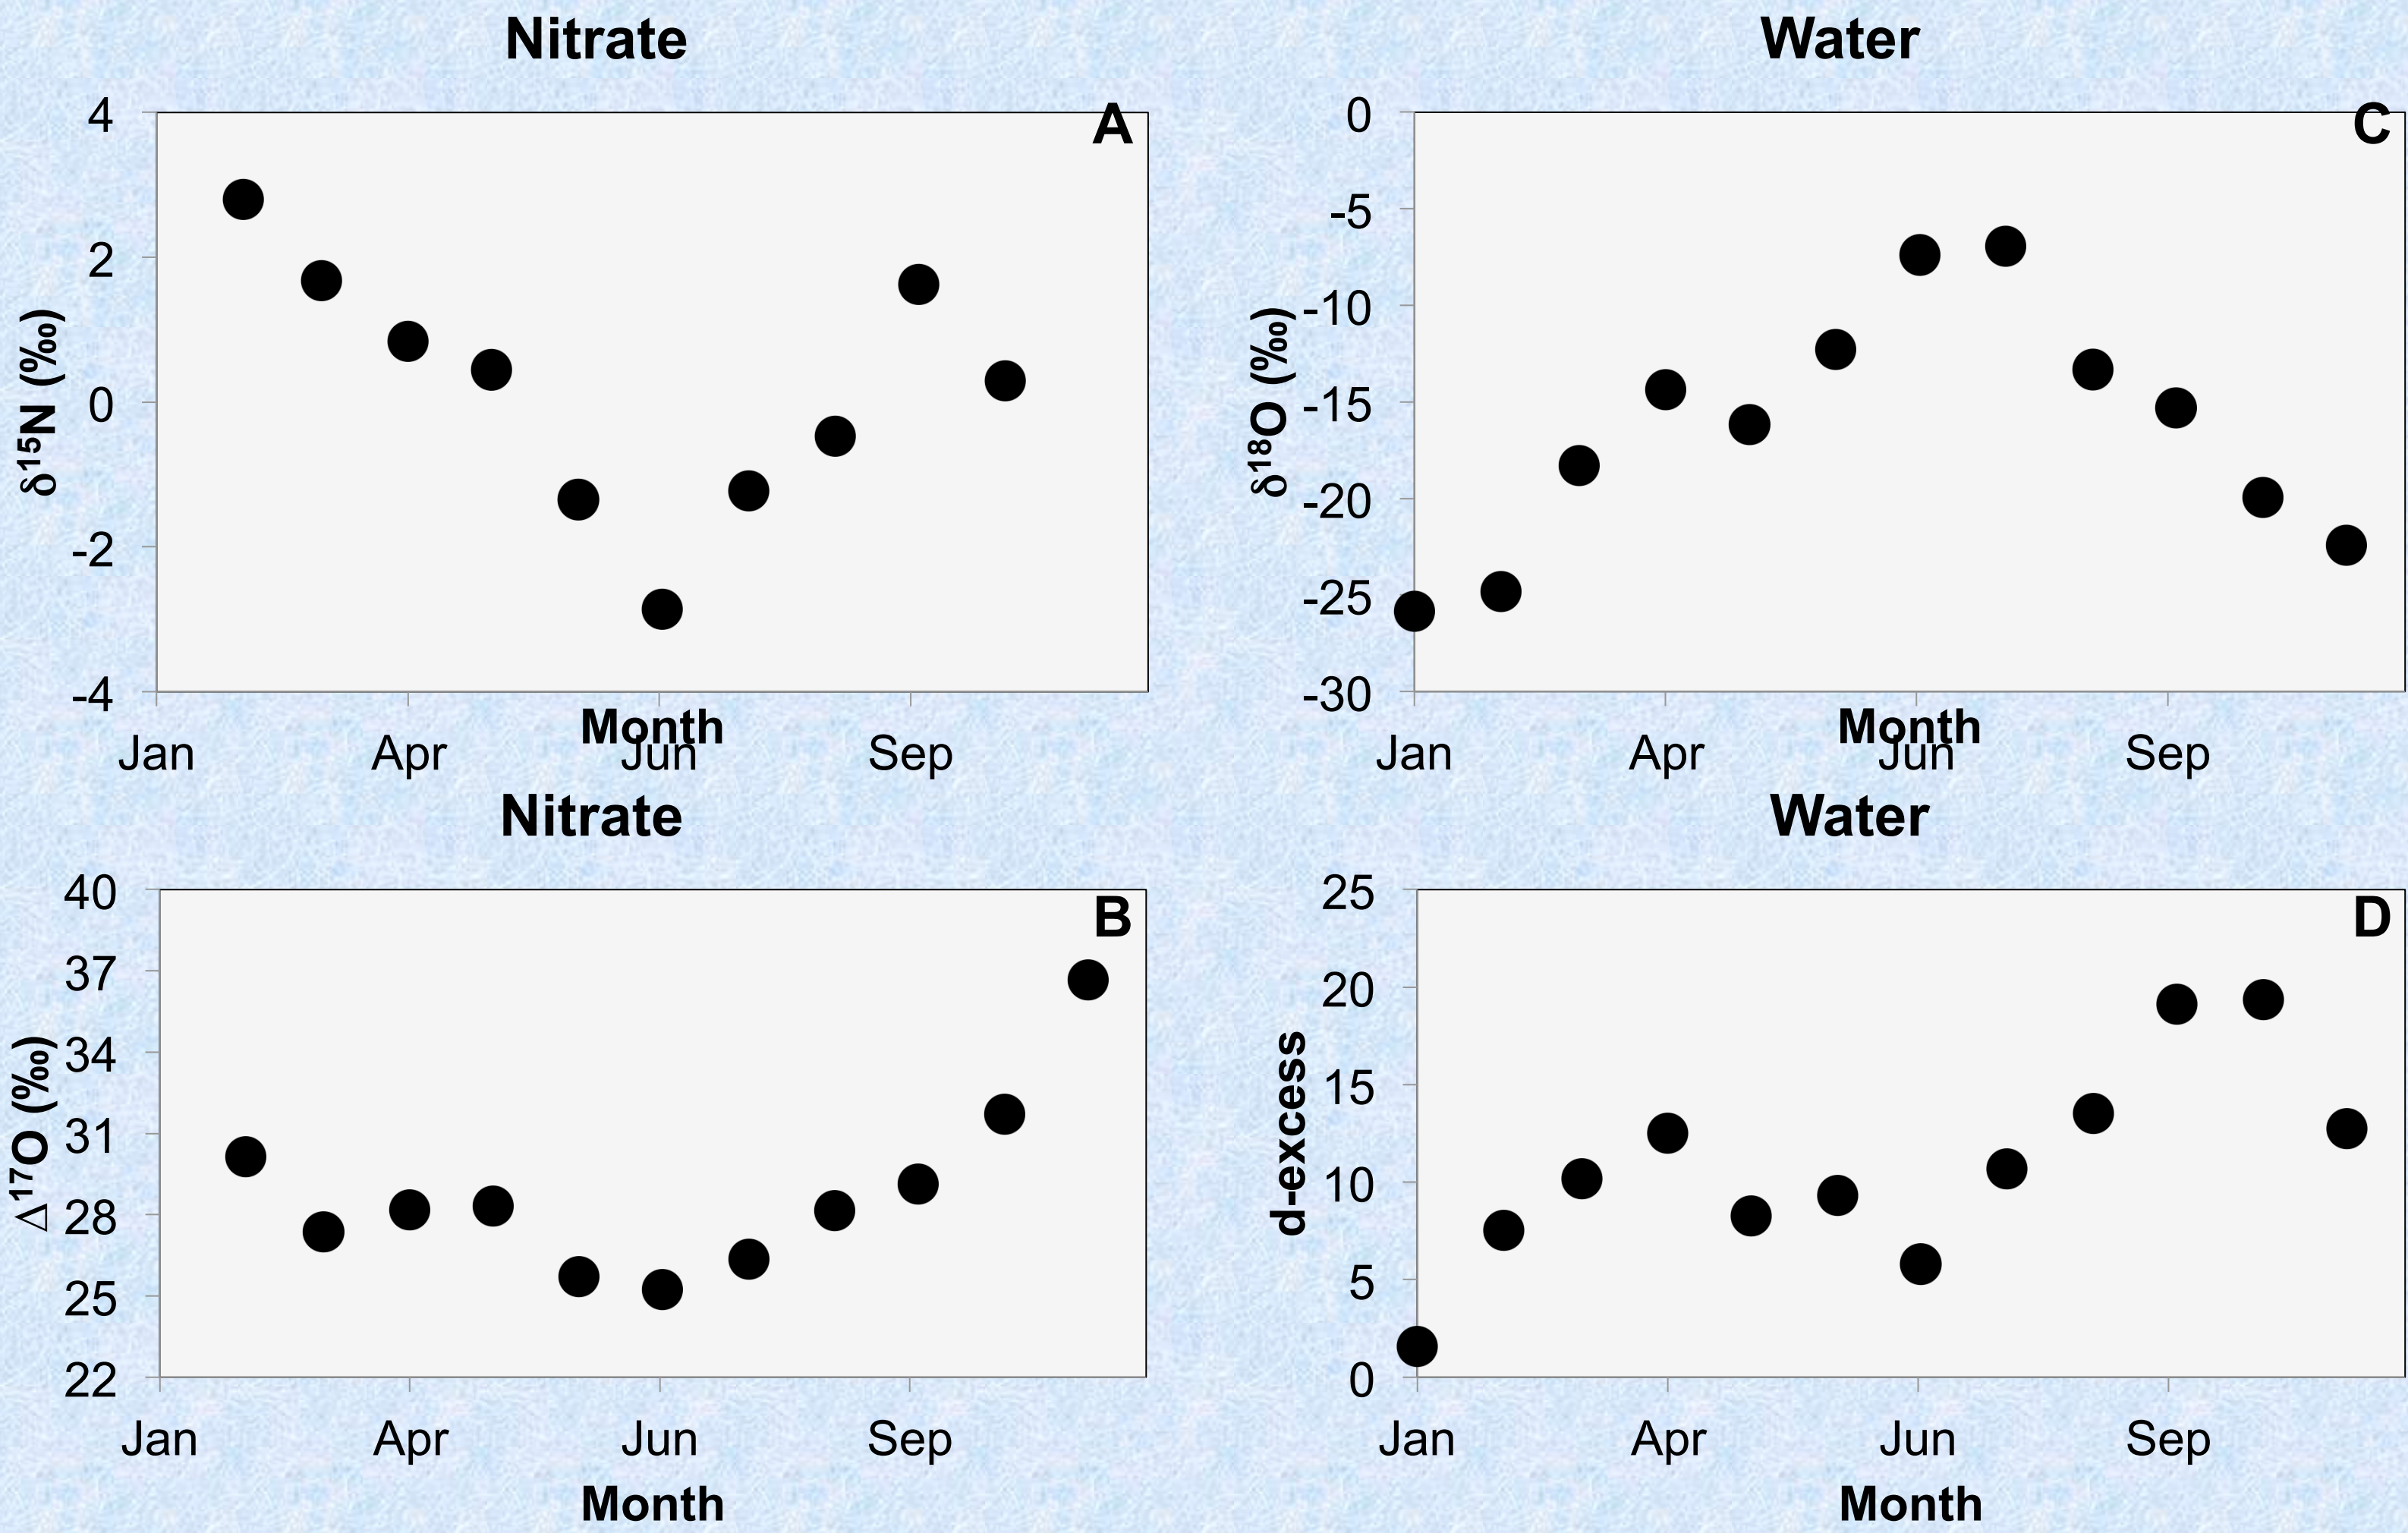 Nitrate
A
4
2
0
-2
-4
δ¹⁵N (‰)
Jan Apr Jun Sep
Month
Water
C
0
-5
-10
-15
-20
-25
-30
δ¹⁸O (‰)
Jan Apr Jun Sep
Month
Nitrate
B
40
37
34
31
28
25
22
Δ¹⁷O (‰)
Jan Apr Jun Sep
Month
Water
D
25
20
15
10
5
0
d-excess
Jan Apr Jun Sep
Month